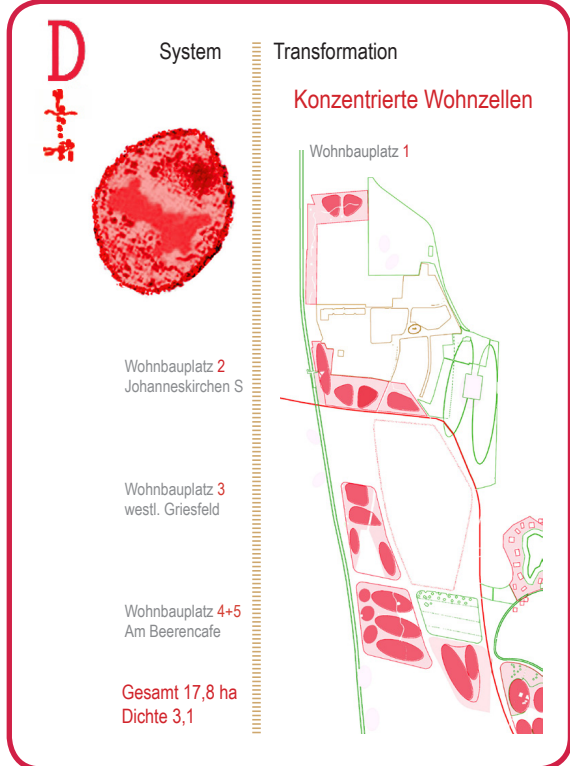 D
System
Transformation
Konzentrierte Wohnzellen
Wohnbauplatz 1
Wohnbauplatz 2
Johanneskirchen S
Wohnbauplatz 3
westl. Griesfeld
Wohnbauplatz 4+5
Am Beerencafe
Gesamt 17,8 ha
Dichte 3,1